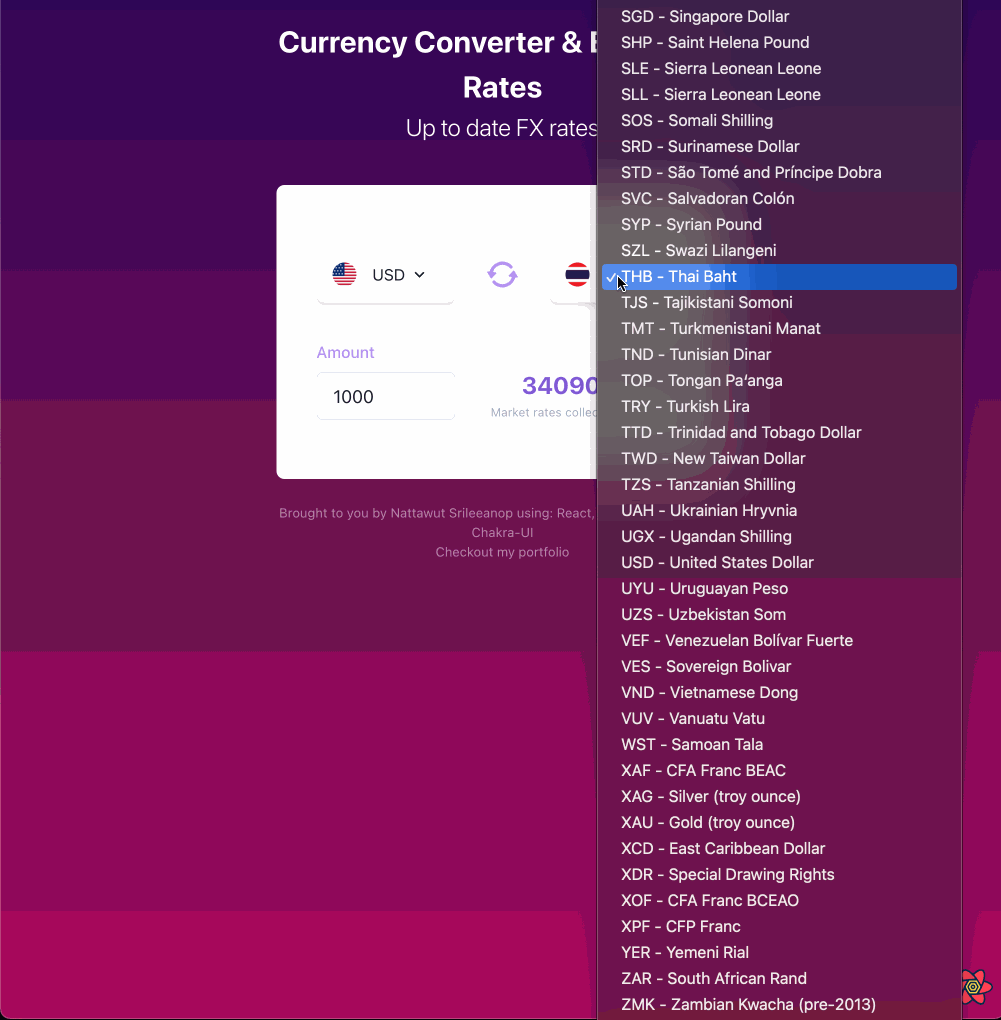 Currency Converter &
Rates
Up to date FX rates
USD
Amount
1000
34090
Market rates
Brought to you by Nattawut Srileeanop using: React,
Chakra-UI
Checkout my portfolio
SGD - Singapore Dollar
SHP - Saint Helena Pound
SLE - Sierra Leonean Leone
SLL - Sierra Leonean Leone
SOS - Somali Shilling
SRD - Surinamese Dollar
STD - São Tomé and Príncipe Dobra
SVC - Salvadoran Colón
SYP - Syrian Pound
SZL - Swazi Lilangeni
✓ THB - Thai Baht
TJS - Tajikistani Somoni
TMT - Turkmenistani Manat
TND - Tunisian Dinar
TOP - Tongan Paʻanga
TRY - Turkish Lira
TTD - Trinidad and Tobago Dollar
TWD - New Taiwan Dollar
TZS - Tanzanian Shilling
UAH - Ukrainian Hryvnia
UGX - Ugandan Shilling
USD - United States Dollar
UYU - Uruguayan Peso
UZS - Uzbekistan Som
VEF - Venezuelan Bolívar Fuerte
VES - Sovereign Bolivar
VND - Vietnamese Dong
VUV - Vanuatu Vatu
WST - Samoan Tala
XAF - CFA Franc BEAC
XAG - Silver (troy ounce)
XAU - Gold (troy ounce)
XCD - East Caribbean Dollar
XDR - Special Drawing Rights
XOF - CFA Franc BCEAO
XPF - CFP Franc
YER - Yemeni Rial
ZAR - South African Rand
ZMK - Zambian Kwacha (pre-2013)